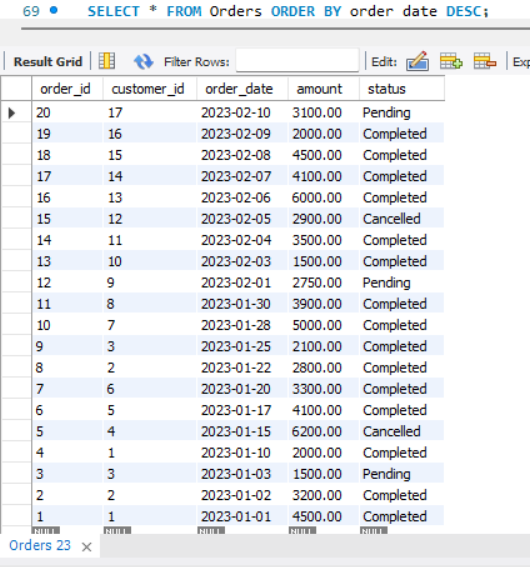 69 SELECT * FROM Orders ORDER BY order_date DESC;
Result Grid Filter Rows: Edit: Exp
order_id customer_id order_date amount status
20 17 2023-02-10 3100.00 Pending
19 16 2023-02-09 2000.00 Completed
18 15 2023-02-08 4500.00 Completed
17 14 2023-02-07 4100.00 Completed
16 13 2023-02-06 6000.00 Completed
15 12 2023-02-05 2900.00 Cancelled
14 11 2023-02-04 3500.00 Completed
13 10 2023-02-03 1500.00 Completed
12 9 2023-02-01 2750.00 Pending
11 8 2023-01-30 3900.00 Completed
10 7 2023-01-28 5000.00 Completed
9 3 2023-01-25 2100.00 Completed
8 2 2023-01-22 2800.00 Completed
7 6 2023-01-20 3300.00 Completed
6 5 2023-01-17 4100.00 Completed
5 4 2023-01-15 6200.00 Cancelled
4 1 2023-01-10 2000.00 Completed
3 3 2023-01-03 1500.00 Pending
2 2 2023-01-02 3200.00 Completed
1 1 2023-01-01 4500.00 Completed
NULL NULL NULL NULL NULL
Orders 23